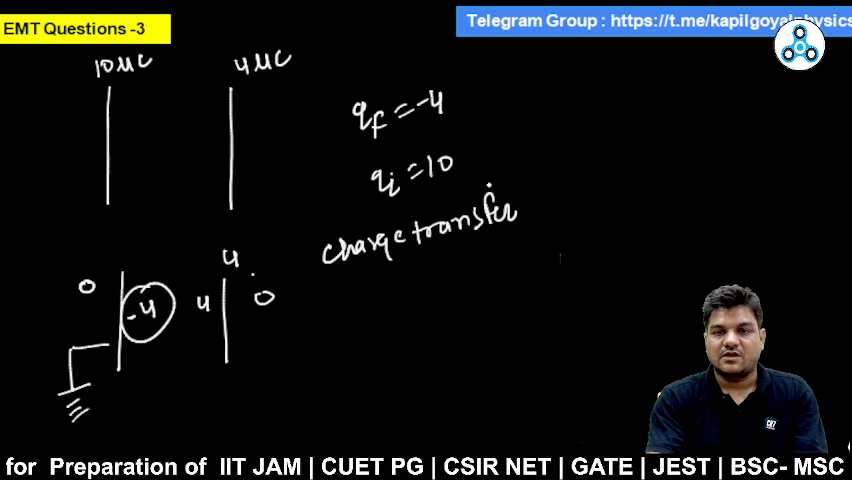 EMT Questions -3
Telegram Group : https://t.me/kapilgoyalphysics
10μC
4μC
qf = -4
qi = 10
charge transfer
0
-4
4
4
0
for Preparation of IIT JAM | CUET PG | CSIR NET | GATE | JEST | BSC- MSC